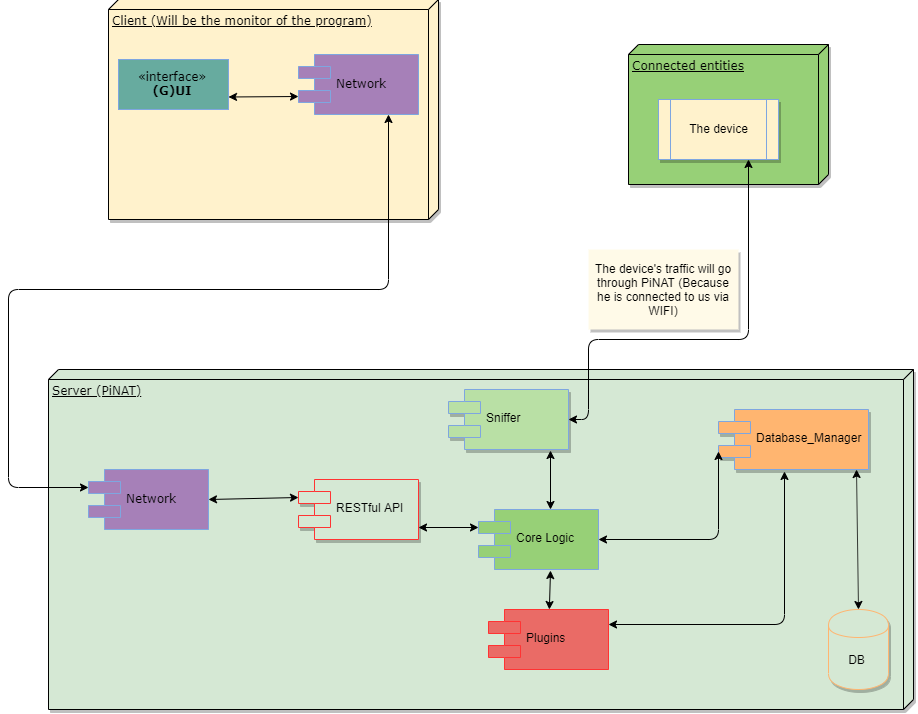 Client (Will be the monitor of the program)
«interface»
(G)UI
Network
Connected entities
The device
The device's traffic will go
through PiNAT (Because
he is connected to us via
WIFI)
Server (PiNAT)
Sniffer
Database_Manager
Network
RESTful API
Core Logic
Plugins
DB